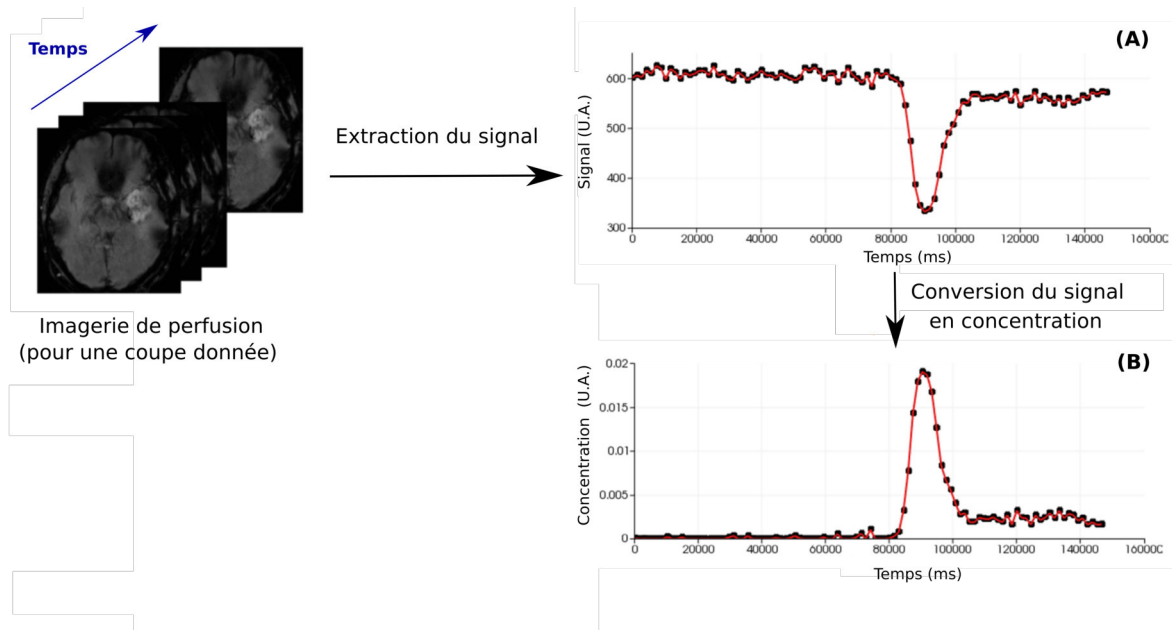 Temps
Imagerie de perfusion
(pour une coupe donnée)
Extraction du signal
(A)
Signal (U.A.)
600
500
400
300
0 20000 40000 60000 80000 100000 120000 140000 16000C
Temps (ms)
Conversion du signal
en concentration
(B)
Concentration (U.A.)
0.02
0.015
0.01
0.005
0
0 20000 40000 60000 80000 100000 120000 140000 16000C
Temps (ms)